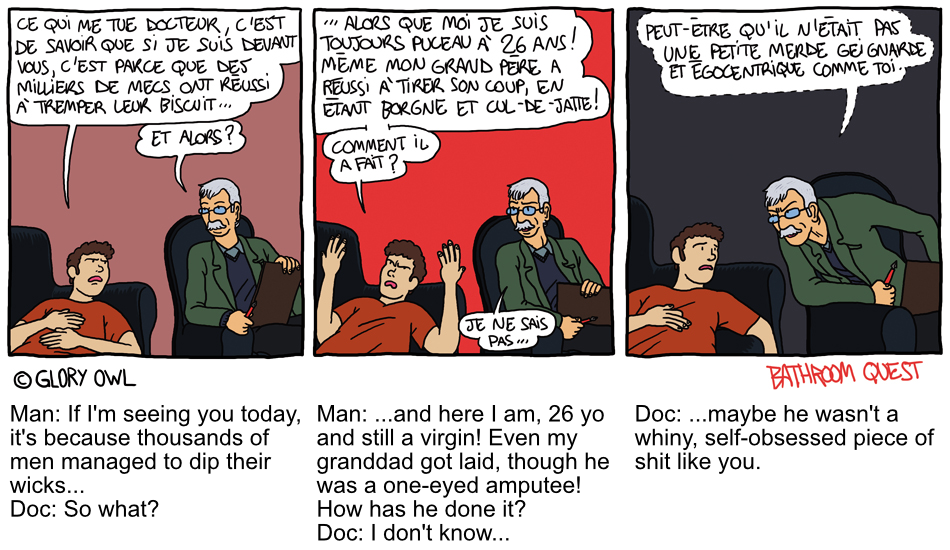 CE QUI ME TUE DOCTEUR, C'EST
DE SAVOIR QUE SI JE SUIS DEVANT
VOUS, C'EST PARCE QUE DES
MILLIERS DE MECS ONT RÉUSSI
À TREMPER LEUR BISCUIT...
ET ALORS?
... ALORS QUE MOI JE SUIS
TOUJOURS PUCEAU À 26 ANS!
MÊME MON GRAND PÈRE A
RÉUSSI À TIRER SON COUP, EN
ÉTANT BORGNE ET CUL-DE-JATTE!
COMMENT IL
A FAIT?
JE NE SAIS
PAS...
PEUT-ÊTRE QU'IL N'ÉTAIT PAS
UNE PETITE MERDE GEIGNARDE
ET ÉGOCENTRIQUE COMME TOI.
© GLORY OWL
BATHROOM QUEST
Man: If I'm seeing you today,
it's because thousands of
men managed to dip their
wicks...
Doc: So what?
Man: ...and here I am, 26 yo
and still a virgin! Even my
granddad got laid, though he
was a one-eyed amputee!
How has he done it?
Doc: I don't know...
Doc: ...maybe he wasn't a
whiny, self-obsessed piece of
shit like you.